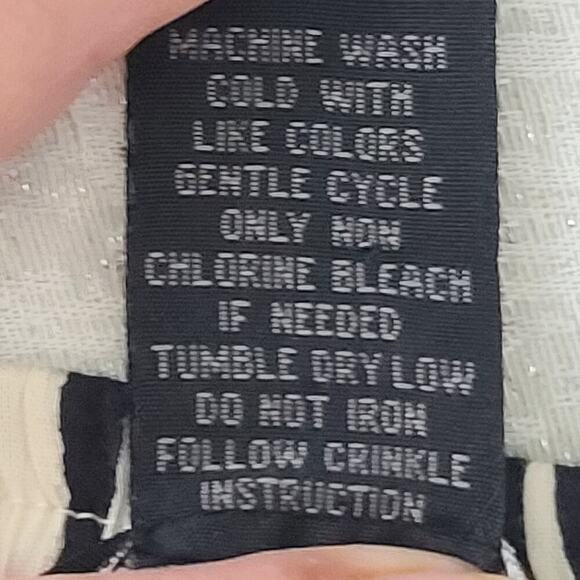 MACHINE WASH
COLD WITH
LIKE COLORS
GENTLE CYCLE
ONLY NON
CHLORINE BLEACH
IF NEEDED
TUMBLE DRY LOW
DO NOT IRON
FOLLOW CRINKLE
INSTRUCTION